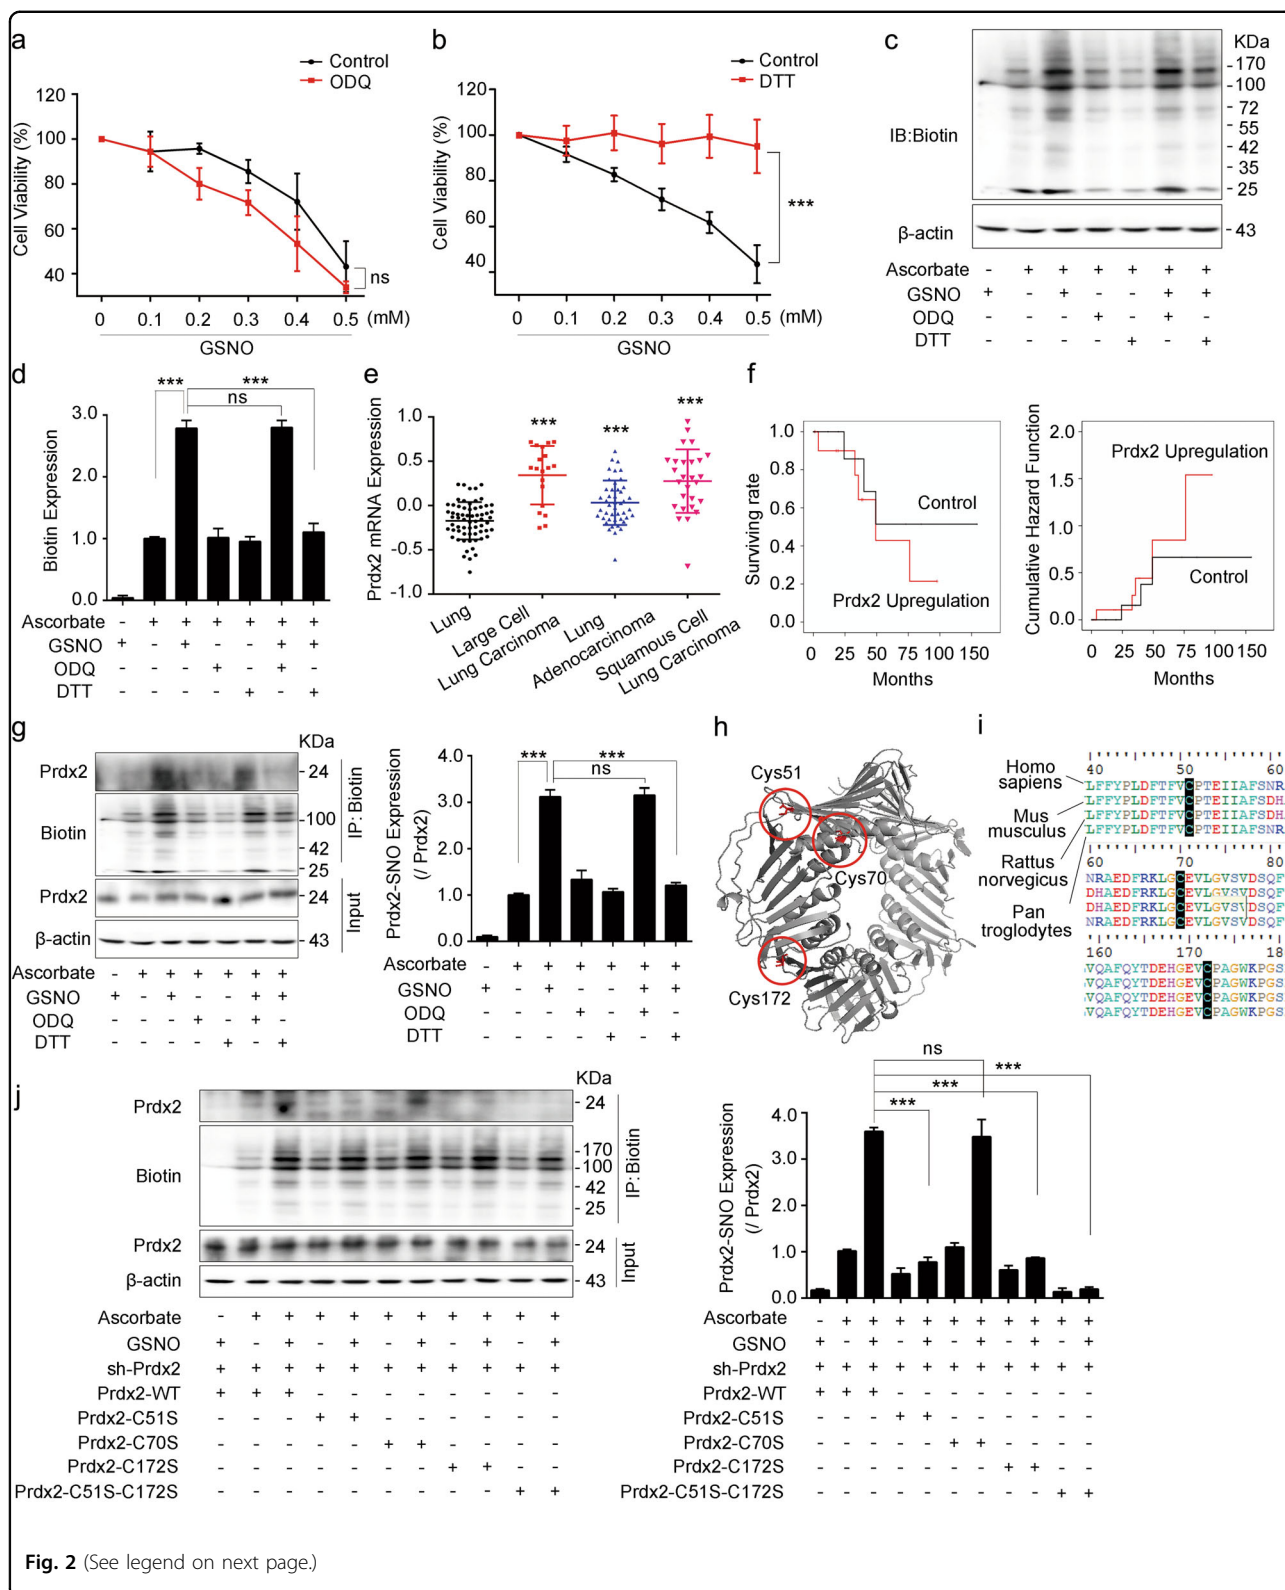 a
Control
ODQ
Cell Viability (%)
120
100
80
60
40
ns
0 0.1 0.2 0.3 0.4 0.5 (mM)
GSNO
b
Control
DTT
Cell Viability (%)
120
100
80
60
40
***
0 0.1 0.2 0.3 0.4 0.5 (mM)
GSNO
c
KDa
170
100
72
55
42
35
25
IB:Biotin
β-actin
43
Ascorbate - + + + + + +
GSNO + - + - - + +
ODQ - - - + - + -
DTT - - - - + - +
d
*** ***
ns
Biotin Expression
3.0
2.0
1.0
0.0
Ascorbate - + + + + + +
GSNO + - + - - + +
ODQ - - - + - + -
DTT - - - - + - +
e
Prdx2 mRNA Expression
1.0
0.5
0.0
-0.5
-1.0
*** *** ***
Lung
Large Cell
Lung Carcinoma
Lung
Adenocarcinoma
Squamous Cell
Lung Carcinoma
f
Surviving rate
1.0
0.8
0.6
0.4
0.2
0.0
Control
Prdx2 Upregulation
0 25 50 75 100 150
Months
Cumulative Hazard Function
2.0
1.5
1.0
0.5
0.0
Prdx2 Upregulation
Control
0 25 50 75 100 150
Months
g
KDa
Prdx2
24
Biotin
100
42
25
IP: Biotin
Prdx2
24
β-actin
43
Input
Ascorbate - + + + + + +
GSNO + - + - - + +
ODQ - - - + - + -
DTT - - - - + - +
Prdx2-SNO Expression
(/ Prdx2)
4.0
3.0
2.0
1.0
0.0
*** ***
ns
Ascorbate - + + + + + +
GSNO + - + - - + +
ODQ - - - + - + -
DTT - - - - + - +
h
Cys51
Cys70
Cys172
i
Homo
sapiens
Mus
musculus
Rattus
norvegicus
Pan
troglodytes
40 50 60
LFFYPLDFTFVCPTEIIAFSNR
LFFYPLDFTFVCPTEIIAFSDH
LFFYPLDFTFVCPTEIIAFSDH
LFFYPLDFTFVCPTEIIAFSNR
60 70 80
NRAEDFRKLGCEVLGVSVDSQF
DHAEDFRKLGCEVLGVSVDSQF
DHAEDFRKLGCEVLGVSVDSQF
NRAEDFRKLGCEVLGVSVDSQF
160 170 18
VQAFQYTDEHGEVCPAGWKPGS
VQAFQYTDEHGEVCPAGWKPGS
VQAFQYTDEHGEVCPAGWKPGS
j
KDa
Prdx2
24
Biotin
170
100
42
25
IP: Biotin
Prdx2
24
β-actin
43
Input
Ascorbate - + + + + + + + + + +
GSNO + - + - + - + - + - +
sh-Prdx2 + + + + + + + + + + +
Prdx2-WT + + + - - - - - - - -
Prdx2-C51S - - - + + - - - - - -
Prdx2-C70S - - - - - + + - - - -
Prdx2-C172S - - - - - - - + + - -
Prdx2-C51S-C172S - - - - - - - - - + +
ns
***
***
***
Prdx2-SNO Expression
(/ Prdx2)
4.0
3.0
2.0
1.0
0.0
Ascorbate - + + + + + + + + + +
GSNO + - + - + - + - + - +
sh-Prdx2 + + + + + + + + + + +
Prdx2-WT + + + - - - - - - - -
Prdx2-C51S - - - + + - - - - - -
Prdx2-C70S - - - - - + + - - - -
Prdx2-C172S - - - - - - - + + - -
Prdx2-C51S-C172S - - - - - - - - - + +
Fig. 2 (See legend on next page.)